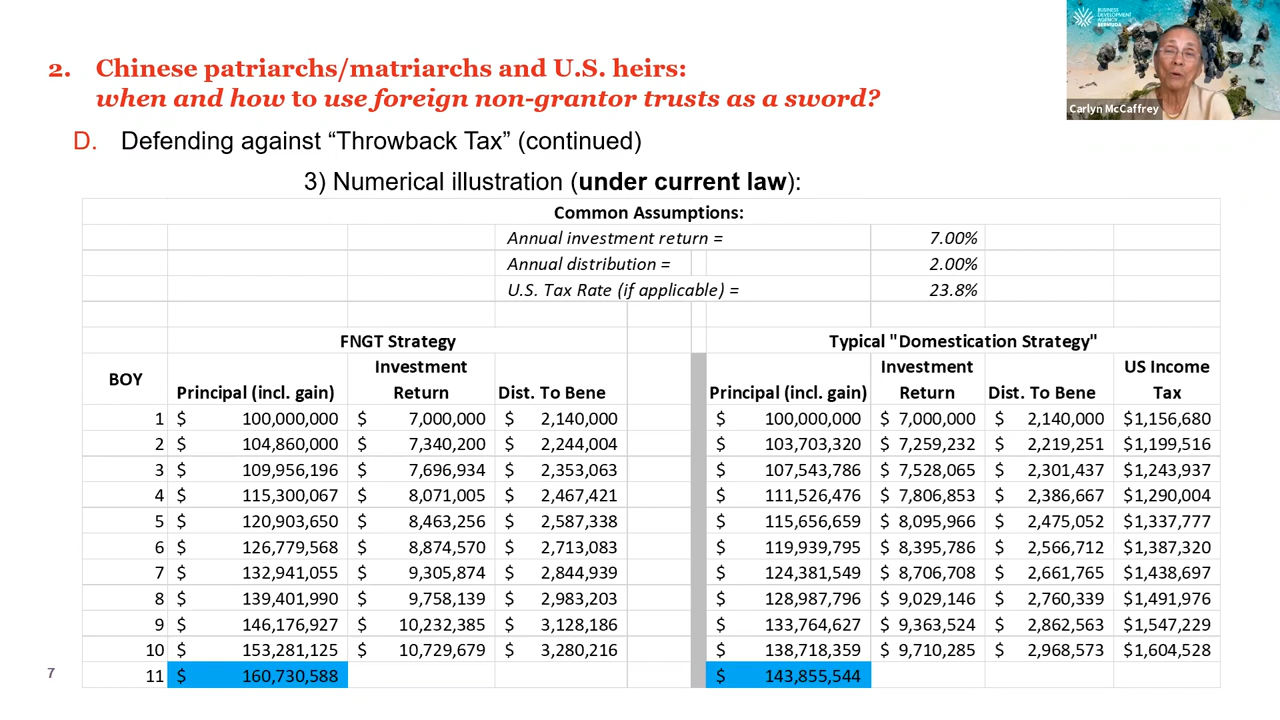 BUSINESS
DEVELOPMENT
AGENCY
BERMUDA
Carlyn McCaffrey
2. Chinese patriarchs/matriarchs and U.S. heirs:
when and how to use foreign non-grantor trusts as a sword?
D. Defending against “Throwback Tax” (continued)
3) Numerical illustration (under current law):
Common Assumptions:
Annual investment return = 7.00%
Annual distribution = 2.00%
U.S. Tax Rate (if applicable) = 23.8%
FNGT Strategy Typical "Domestication Strategy"
Investment Investment US Income
BOY
Principal (incl. gain) Return Dist. To Bene Principal (incl. gain) Return Dist. To Bene Tax
1 $ 100,000,000 $ 7,000,000 $ 2,140,000 $ 100,000,000 $ 7,000,000 $ 2,140,000 $1,156,680
2 $ 104,860,000 $ 7,340,200 $ 2,244,004 $ 103,703,320 $ 7,259,232 $ 2,219,251 $1,199,516
3 $ 109,956,196 $ 7,696,934 $ 2,353,063 $ 107,543,786 $ 7,528,065 $ 2,301,437 $1,243,937
4 $ 115,300,067 $ 8,071,005 $ 2,467,421 $ 111,526,476 $ 7,806,853 $ 2,386,667 $1,290,004
5 $ 120,903,650 $ 8,463,256 $ 2,587,338 $ 115,656,659 $ 8,095,966 $ 2,475,052 $1,337,777
6 $ 126,779,568 $ 8,874,570 $ 2,713,083 $ 119,939,795 $ 8,395,786 $ 2,566,712 $1,387,320
7 $ 132,941,055 $ 9,305,874 $ 2,844,939 $ 124,381,549 $ 8,706,708 $ 2,661,765 $1,438,697
8 $ 139,401,990 $ 9,758,139 $ 2,983,203 $ 128,987,796 $ 9,029,146 $ 2,760,339 $1,491,976
9 $ 146,176,927 $ 10,232,385 $ 3,128,186 $ 133,764,627 $ 9,363,524 $ 2,862,563 $1,547,229
10 $ 153,281,125 $ 10,729,679 $ 3,280,216 $ 138,718,359 $ 9,710,285 $ 2,968,573 $1,604,528
11 $ 160,730,588 $ 143,855,544
7